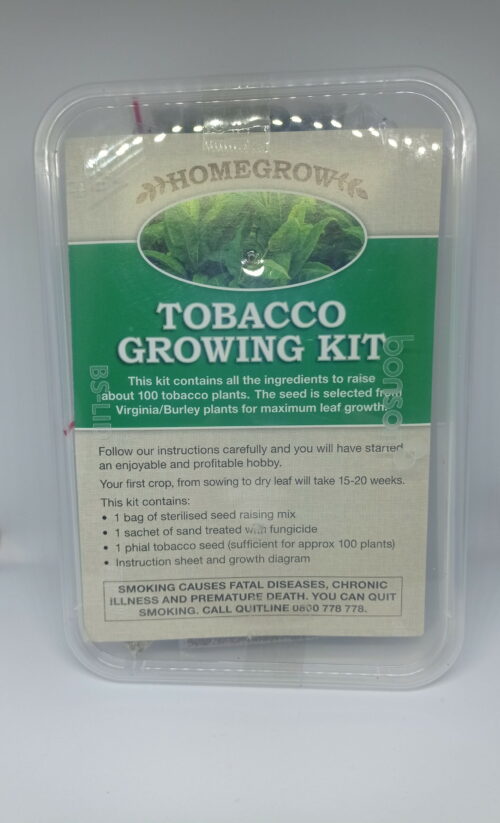 HOMEGROW
TOBACCO
GROWING KIT
This kit contains all the ingredients to raise
about 100 tobacco plants. The seed is selected from
Virginia/Burley plants for maximum leaf growth.
Follow our instructions carefully and you will have started
an enjoyable and profitable hobby.
Your first crop, from sowing to dry leaf will take 15-20 weeks.
This kit contains:
• 1 bag of sterilised seed raising mix
• 1 sachet of sand treated with fungicide
• 1 phial tobacco seed (sufficient for approx 100 plants)
• Instruction sheet and growth diagram
SMOKING CAUSES FATAL DISEASES, CHRONIC
ILLNESS AND PREMATURE DEATH. YOU CAN QUIT
SMOKING. CALL QUITLINE 0800 778 778.